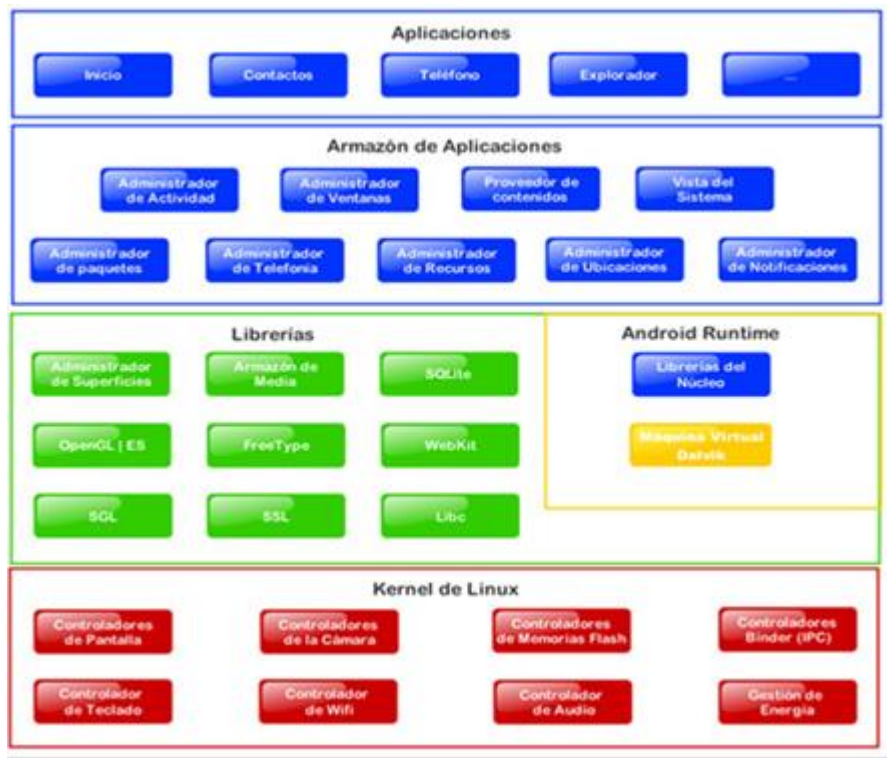 Aplicaciones
Inicio
Contactos
Teléfono
Explorador
...
Armazón de Aplicaciones
Administrador
de Actividad
Administrador
de Ventanas
Proveedor de
contenidos
Vista del
Sistema
Administrador
de paquetes
Administrador
de Telefonía
Administrador
de Recursos
Administrador
de Ubicaciones
Administrador
de Notificaciones
Librerías
Administrador
de Superficies
Armazón de
Media
SQLite
OpenGL | ES
FreeType
WebKit
SGL
SSL
Libc
Android Runtime
Librerías del
Núcleo
Máquina Virtual
Dalvik
Kernel de Linux
Controladores
de Pantalla
Controladores
de la Cámara
Controladores
de Memorias Flash
Controladores
Binder (IPC)
Controlador
de Teclado
Controlador
de Wifi
Controlador
de Audio
Gestión de
Energía